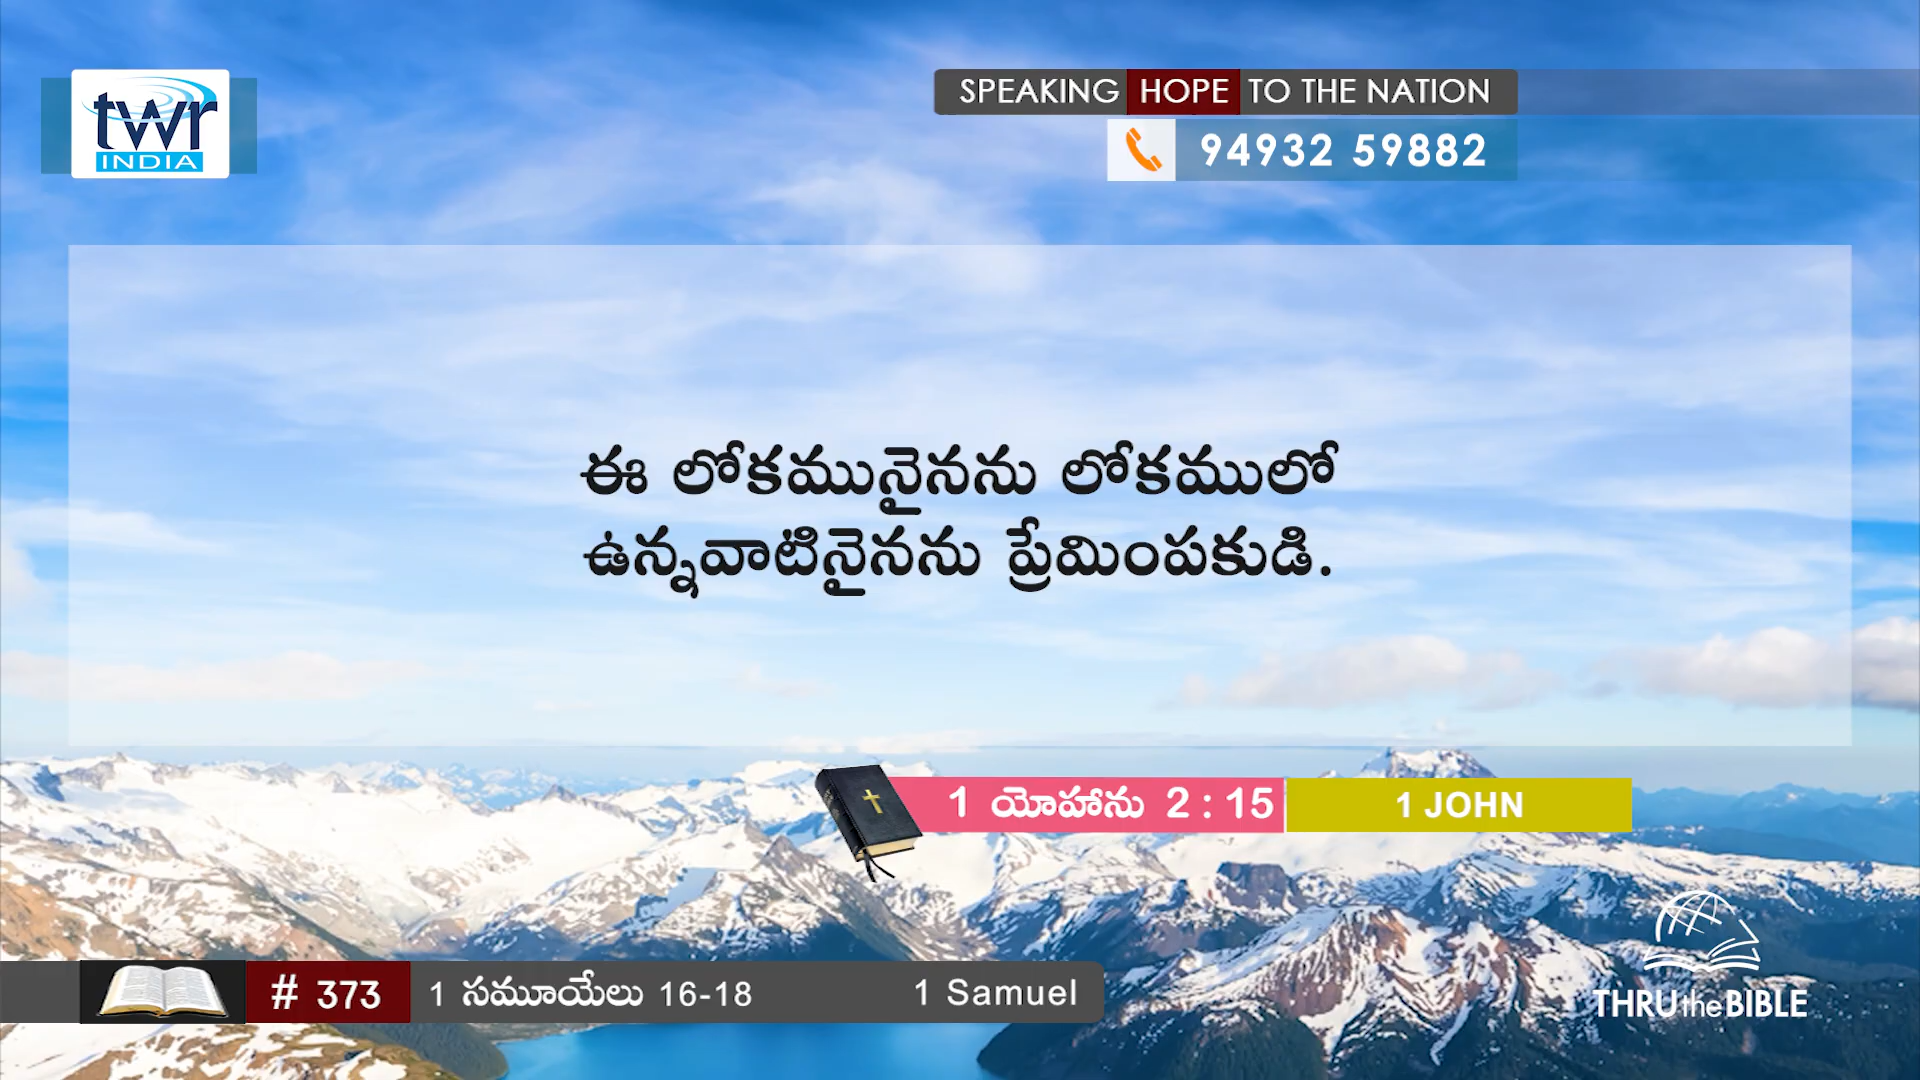 twr
INDIA
SPEAKING HOPE TO THE NATION
94932 59882
ఈ లోకమునైనను లోకములో
ఉన్నవాటినైనను ప్రేమింపకుడి.
1 యోహాను 2 : 15
1 JOHN
# 373
1 సమూయేలు 16-18
1 Samuel
THRU the BIBLE